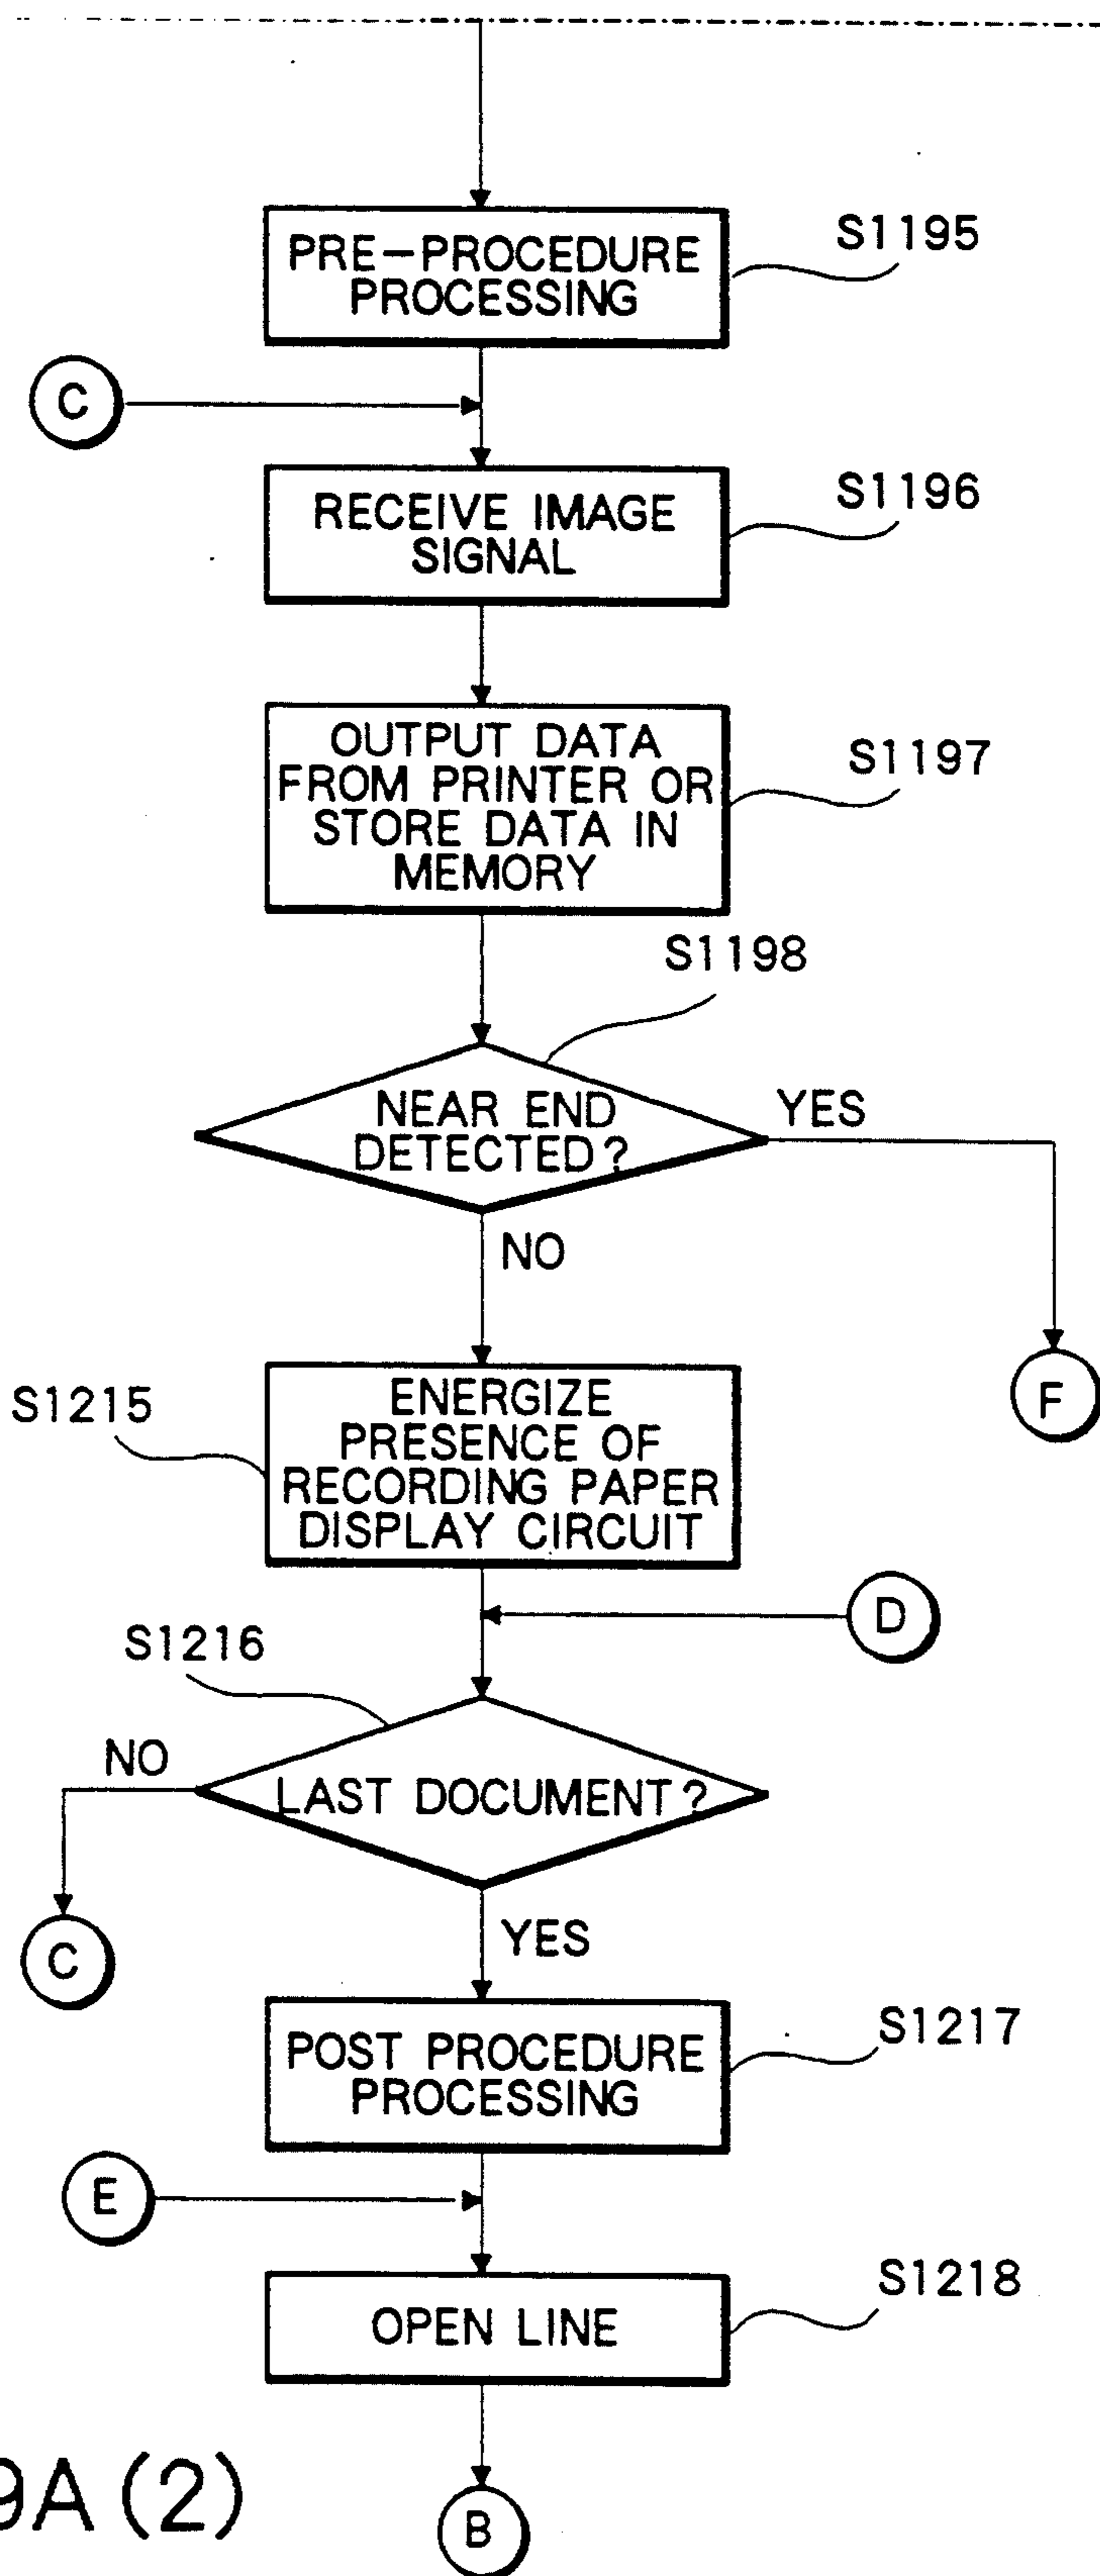 PRE-PROCEDURE
PROCESSING
S1195
C
RECEIVE IMAGE
SIGNAL
S1196
OUTPUT DATA
FROM PRINTER OR
STORE DATA IN
MEMORY
S1197
S1198
NEAR END
DETECTED?
YES
NO
F
S1215
ENERGIZE
PRESENCE OF
RECORDING PAPER
DISPLAY CIRCUIT
D
S1216
NO
LAST DOCUMENT?
C
YES
POST PROCEDURE
PROCESSING
S1217
E
OPEN LINE
S1218
9A (2)
B